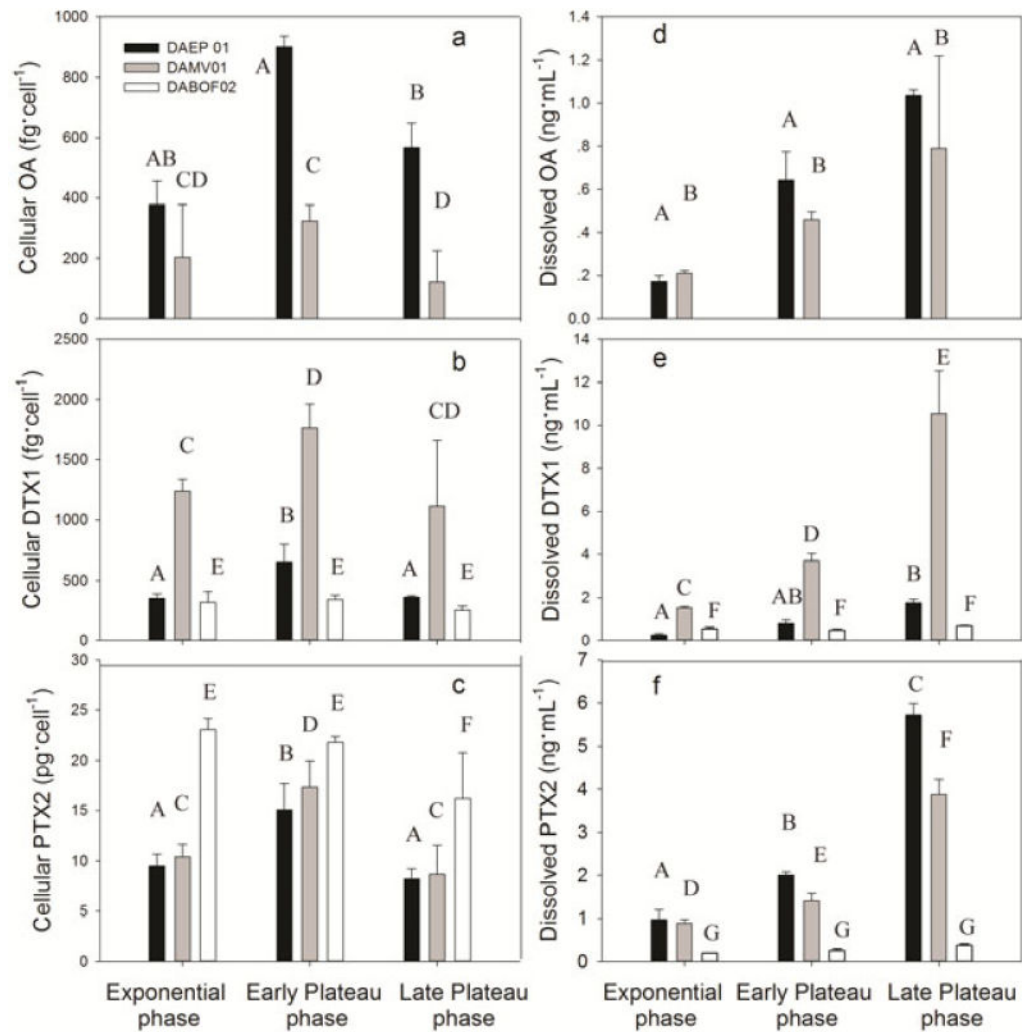 a
Cellular OA (fg·cell⁻¹)
1000
800
600
400
200
0
DAEP 01
DAMV01
DABOF02
AB
CD
A
C
B
D
d
Dissolved OA (ng·mL⁻¹)
1.4
1.2
1.0
.8
.6
.4
.2
0.0
A
B
A
B
A
B
b
Cellular DTX1 (fg·cell⁻¹)
2500
2000
1500
1000
500
0
A
C
E
B
D
E
A
CD
E
e
Dissolved DTX1 (ng·mL⁻¹)
14
12
10
8
6
4
2
0
A
C
F
AB
D
F
B
E
F
c
Cellular PTX2 (pg·cell⁻¹)
30
25
20
15
10
5
0
A
C
E
B
D
E
A
C
F
Exponential
phase
Early Plateau
phase
Late Plateau
phase
f
Dissolved PTX2 (ng·mL⁻¹)
7
6
5
4
3
2
1
0
A
D
G
B
E
G
C
F
G
Exponential
phase
Early Plateau
phase
Late Plateau
phase